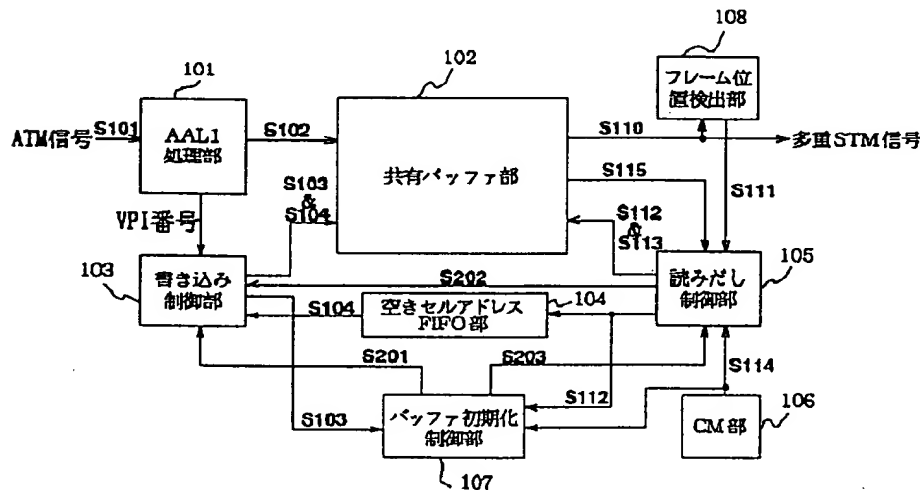 108
101
102
フレーム位
置検出部
ATM信号
S101
AAL1
処理部
S102
共有バッファ部
S110
多重STM信号
S115
S111
S103
&
S104
S112
&
S113
VPI番号
103
書き込み
制御部
S202
読みだし
制御部
105
S104
空きセルアドレス
FIFO部
104
S201
S203
S114
S103
S112
バッファ初期化
制御部
107
CM部
106